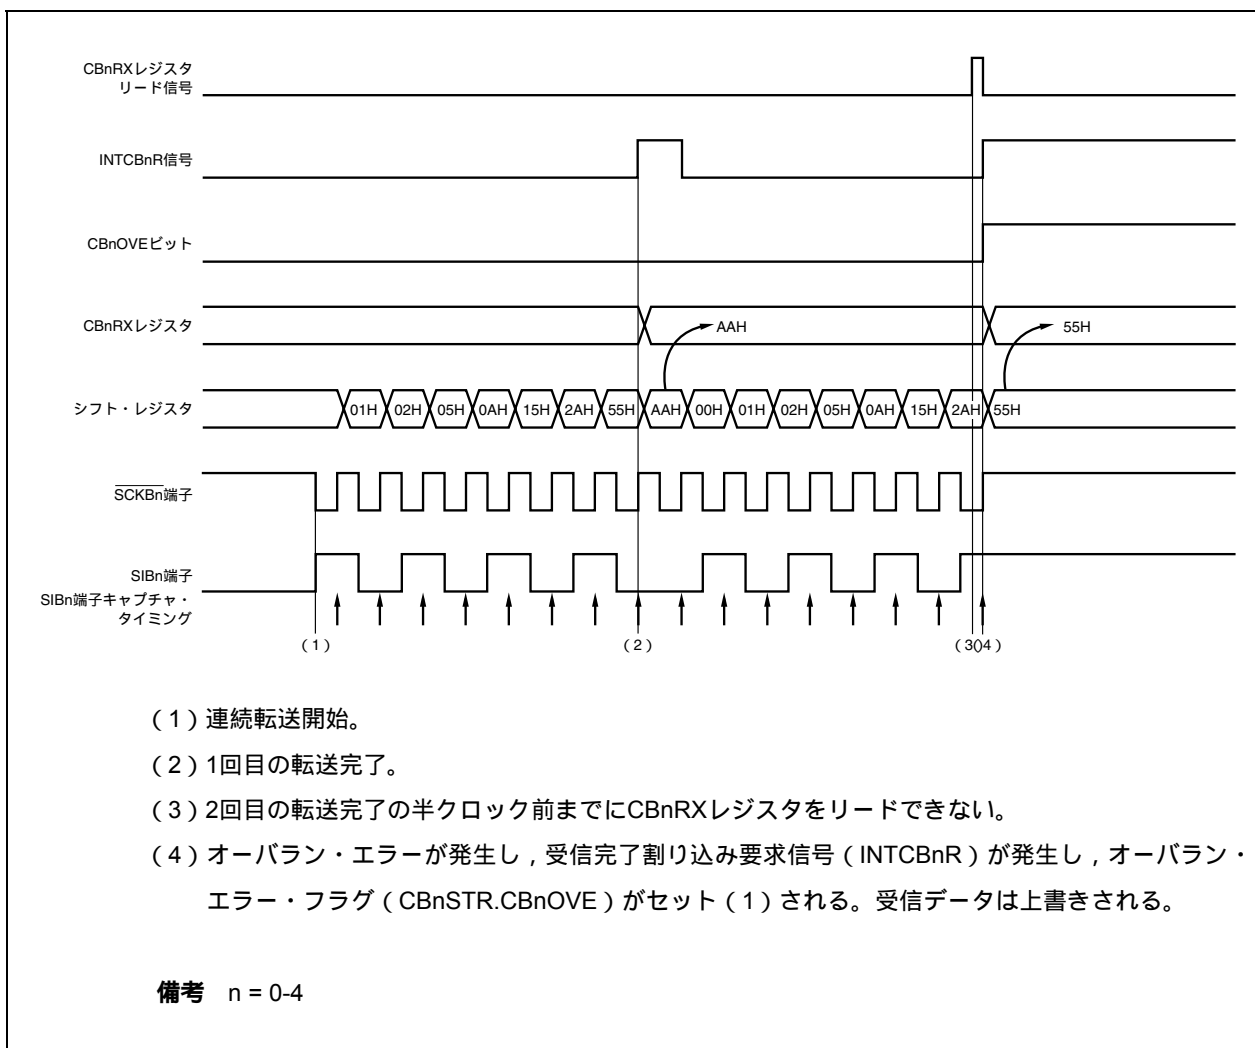 CBnRXレジスタ
リード信号
INTCBnR信号
CBnOVEビット
CBnRXレジスタ
AAH
55H
シフト・レジスタ
01H 02H 05H 0AH 15H 2AH 55H AAH 00H 01H 02H 05H 0AH 15H 2AH 55H
SCKBn端子
SIBn端子
SIBn端子キャプチャ・
タイミング
(1) (2) (3)(4)
(1)連続転送開始。
(2)1回目の転送完了。
(3)2回目の転送完了の半クロック前までにCBnRXレジスタをリードできない。
(4)オーバラン・エラーが発生し,受信完了割り込み要求信号(INTCBnR)が発生し,オーバラン・
エラー・フラグ(CBnSTR.CBnOVE)がセット(1)される。受信データは上書きされる。
備考 n = 0-4